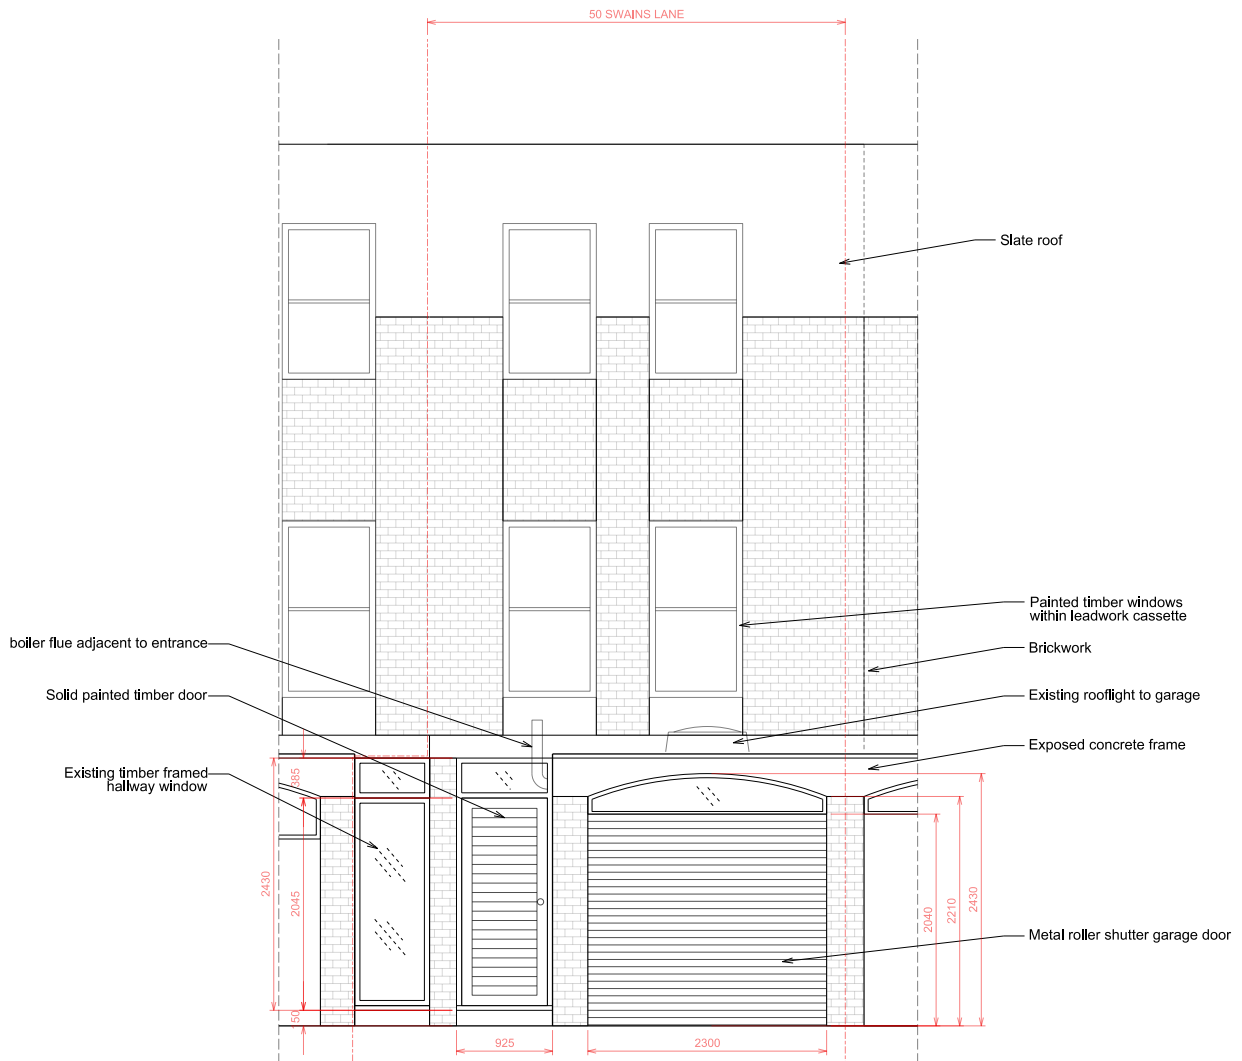 50 SWAINS LANE
Slate roof
Painted timber windows
within leadwork cassette
boiler flue adjacent to entrance
Brickwork
Solid painted timber door
Existing rooflight to garage
Exposed concrete frame
Existing timber framed
hallway window
385
2430
2045
2040
2210
2430
Metal roller shutter garage door
150
925
2300